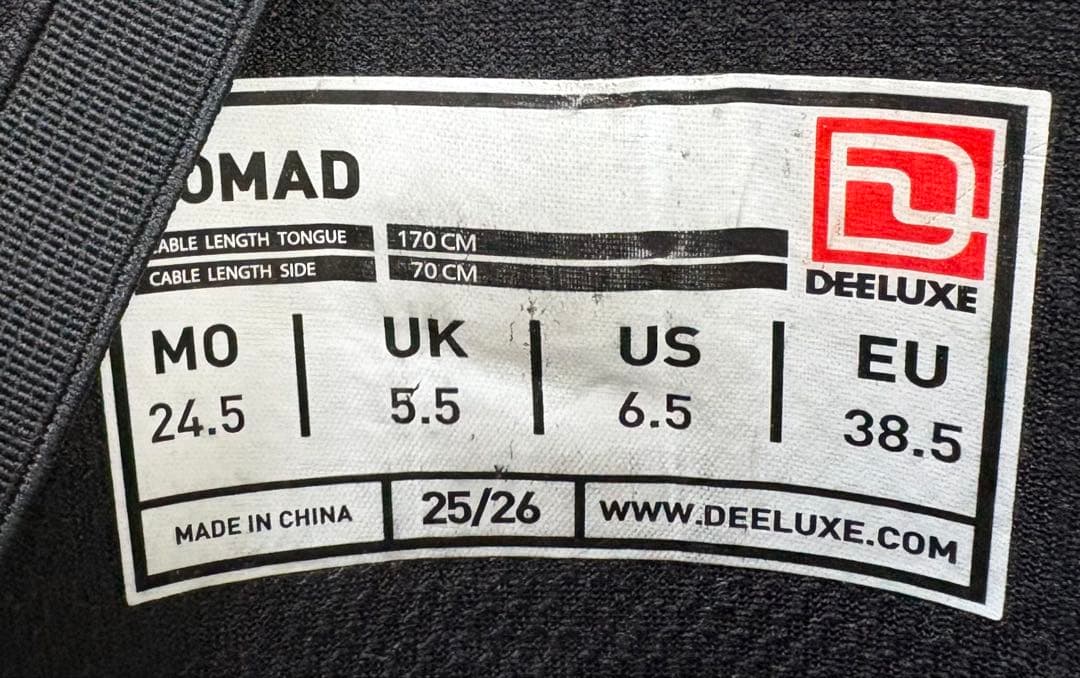 OMAD
CABLE LENGTH TONGUE 170 CM
CABLE LENGTH SIDE 70 CM
DEELUXE
MO UK US EU
24.5 5.5 6.5 38.5
MADE IN CHINA 25/26 WWW.DEELUXE.COM